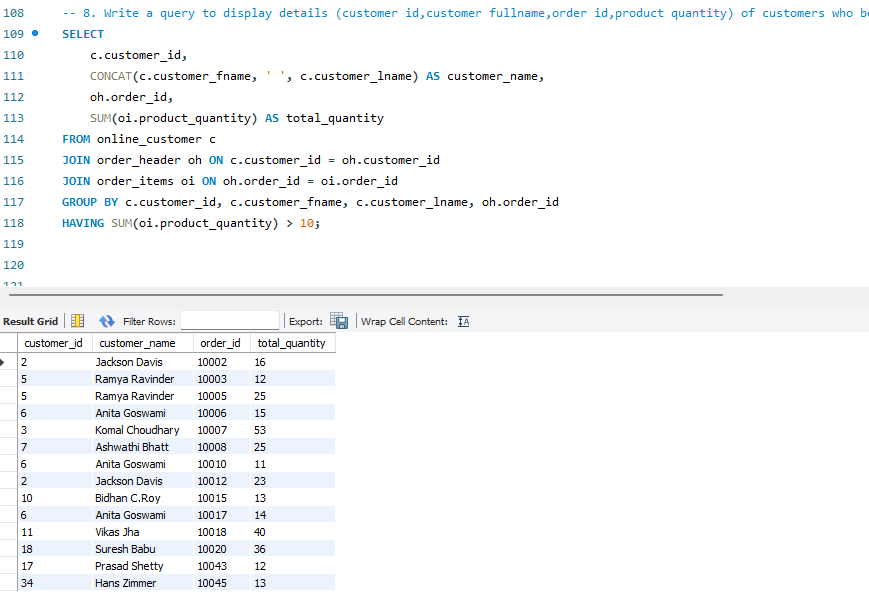 108 -- 8. Write a query to display details (customer id,customer fullname,order id,product quantity) of customers who
109 SELECT
110 c.customer_id,
111 CONCAT(c.customer_fname, ' ', c.customer_lname) AS customer_name,
112 oh.order_id,
113 SUM(oi.product_quantity) AS total_quantity
114 FROM online_customer c
115 JOIN order_header oh ON c.customer_id = oh.customer_id
116 JOIN order_items oi ON oh.order_id = oi.order_id
117 GROUP BY c.customer_id, c.customer_fname, c.customer_lname, oh.order_id
118 HAVING SUM(oi.product_quantity) > 10;
119
120
Result Grid Filter Rows: Export: Wrap Cell Content:
customer_id customer_name order_id total_quantity
2 Jackson Davis 10002 16
5 Ramya Ravinder 10003 12
5 Ramya Ravinder 10005 25
6 Anita Goswami 10006 15
3 Komal Choudhary 10007 53
7 Ashwathi Bhatt 10008 25
6 Anita Goswami 10010 11
2 Jackson Davis 10012 23
10 Bidhan C.Roy 10015 13
6 Anita Goswami 10017 14
11 Vikas Jha 10018 40
18 Suresh Babu 10020 36
17 Prasad Shetty 10043 12
34 Hans Zimmer 10045 13